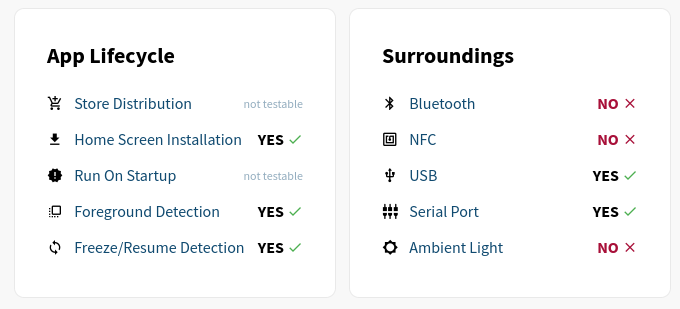 App Lifecycle
Store Distribution not testable
Home Screen Installation YES
Run On Startup not testable
Foreground Detection YES
Freeze/Resume Detection YES
Surroundings
Bluetooth NO
NFC NO
USB YES
Serial Port YES
Ambient Light NO